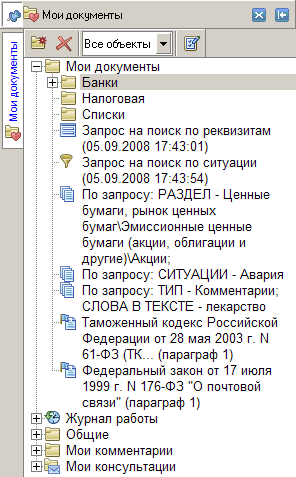 Мои документы
Мои документы
Все объекты
Мои документы
Банки
Налоговая
Списки
Запрос на поиск по реквизитам
(05.09.2008 17:43:01)
Запрос на поиск по ситуации
(05.09.2008 17:43:54)
По запросу: РАЗДЕЛ - Ценные
бумаги, рынок ценных
бумаг\Эмиссионные ценные
бумаги (акции, облигации и
другие)\Акции;
По запросу: СИТУАЦИИ - Авария
По запросу: ТИП - Комментарии;
СЛОВА В ТЕКСТЕ - лекарство
Таможенный кодекс Российской
Федерации от 28 мая 2003 г. N
61-ФЗ (ТК... (параграф 1)
Федеральный закон от 17 июля
1999 г. N 176-ФЗ "О почтовой
связи" (параграф 1)
Журнал работы
Общие
Мои комментарии
Мои консультации